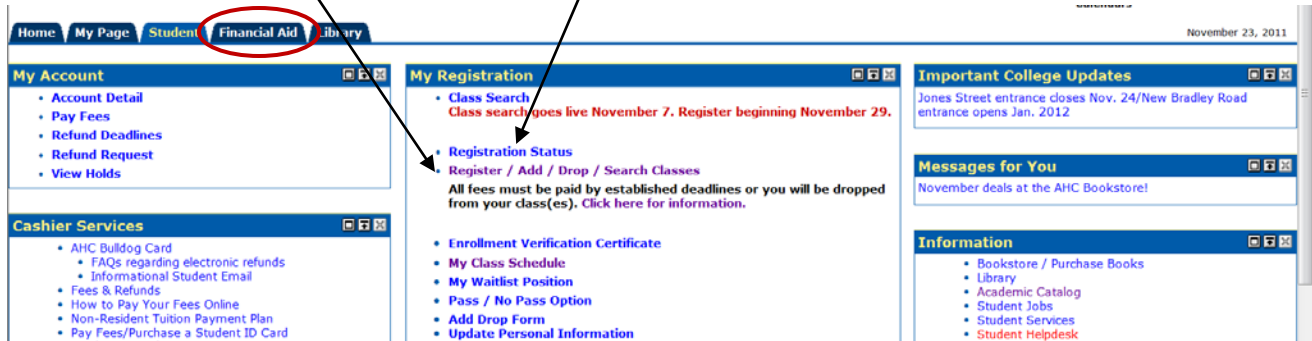 Calendars
Home My Page Student Financial Aid Library
November 23, 2011
My Account
Account Detail
Pay Fees
Refund Deadlines
Refund Request
View Holds
Cashier Services
AHC Bulldog Card
FAQs regarding electronic refunds
Informational Student Email
Fees & Refunds
How to Pay Your Fees Online
Non-Resident Tuition Payment Plan
Pay Fees/Purchase a Student ID Card
My Registration
Class Search
Class search goes live November 7. Register beginning November 29.
Registration Status
Register / Add / Drop / Search Classes
All fees must be paid by established deadlines or you will be dropped
from your class(es). Click here for information.
Enrollment Verification Certificate
My Class Schedule
My Waitlist Position
Pass / No Pass Option
Add Drop Form
Update Personal Information
Important College Updates
Jones Street entrance closes Nov. 24/New Bradley Road
entrance opens Jan. 2012
Messages for You
November deals at the AHC Bookstore!
Information
Bookstore / Purchase Books
Library
Academic Catalog
Student Jobs
Student Services
Student Helpdesk